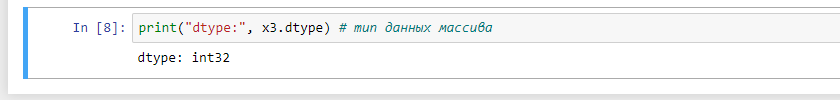 In [8]: print("dtype:", x3.dtype) # тип данных массива
dtype: int32